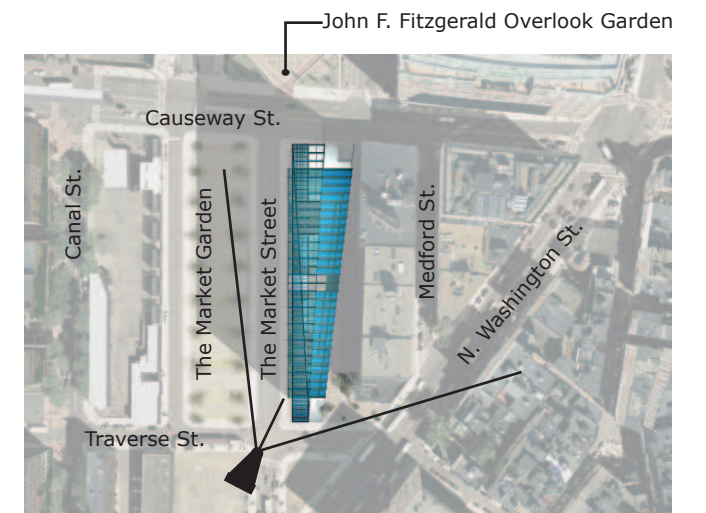 John F. Fitzgerald Overlook Garden
Causeway St.
Canal St.
The Market Garden
The Market Street
Medford St.
N. Washington St.
Traverse St.